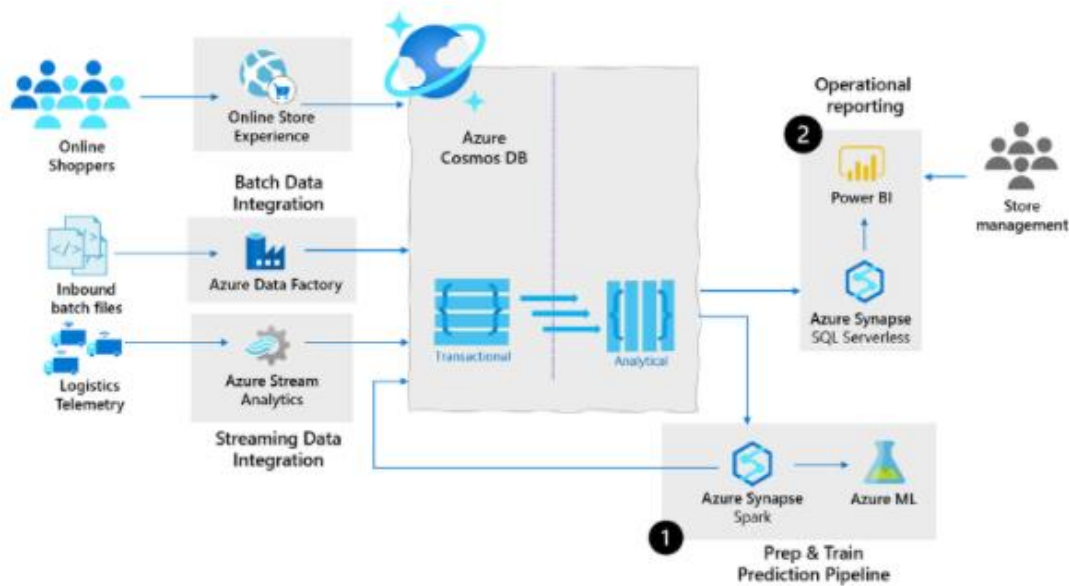 Online
Shoppers
Online Store
Experience
Batch Data
Integration
Inbound
batch files
Azure Data Factory
Logistics
Telemetry
Azure Stream
Analytics
Streaming Data
Integration
Azure
Cosmos DB
Transactional
Analytical
Operational
reporting
2
Power BI
Azure Synapse
SQL Serverless
Store
management
Azure Synapse
Spark
Azure ML
1
Prep & Train
Prediction Pipeline